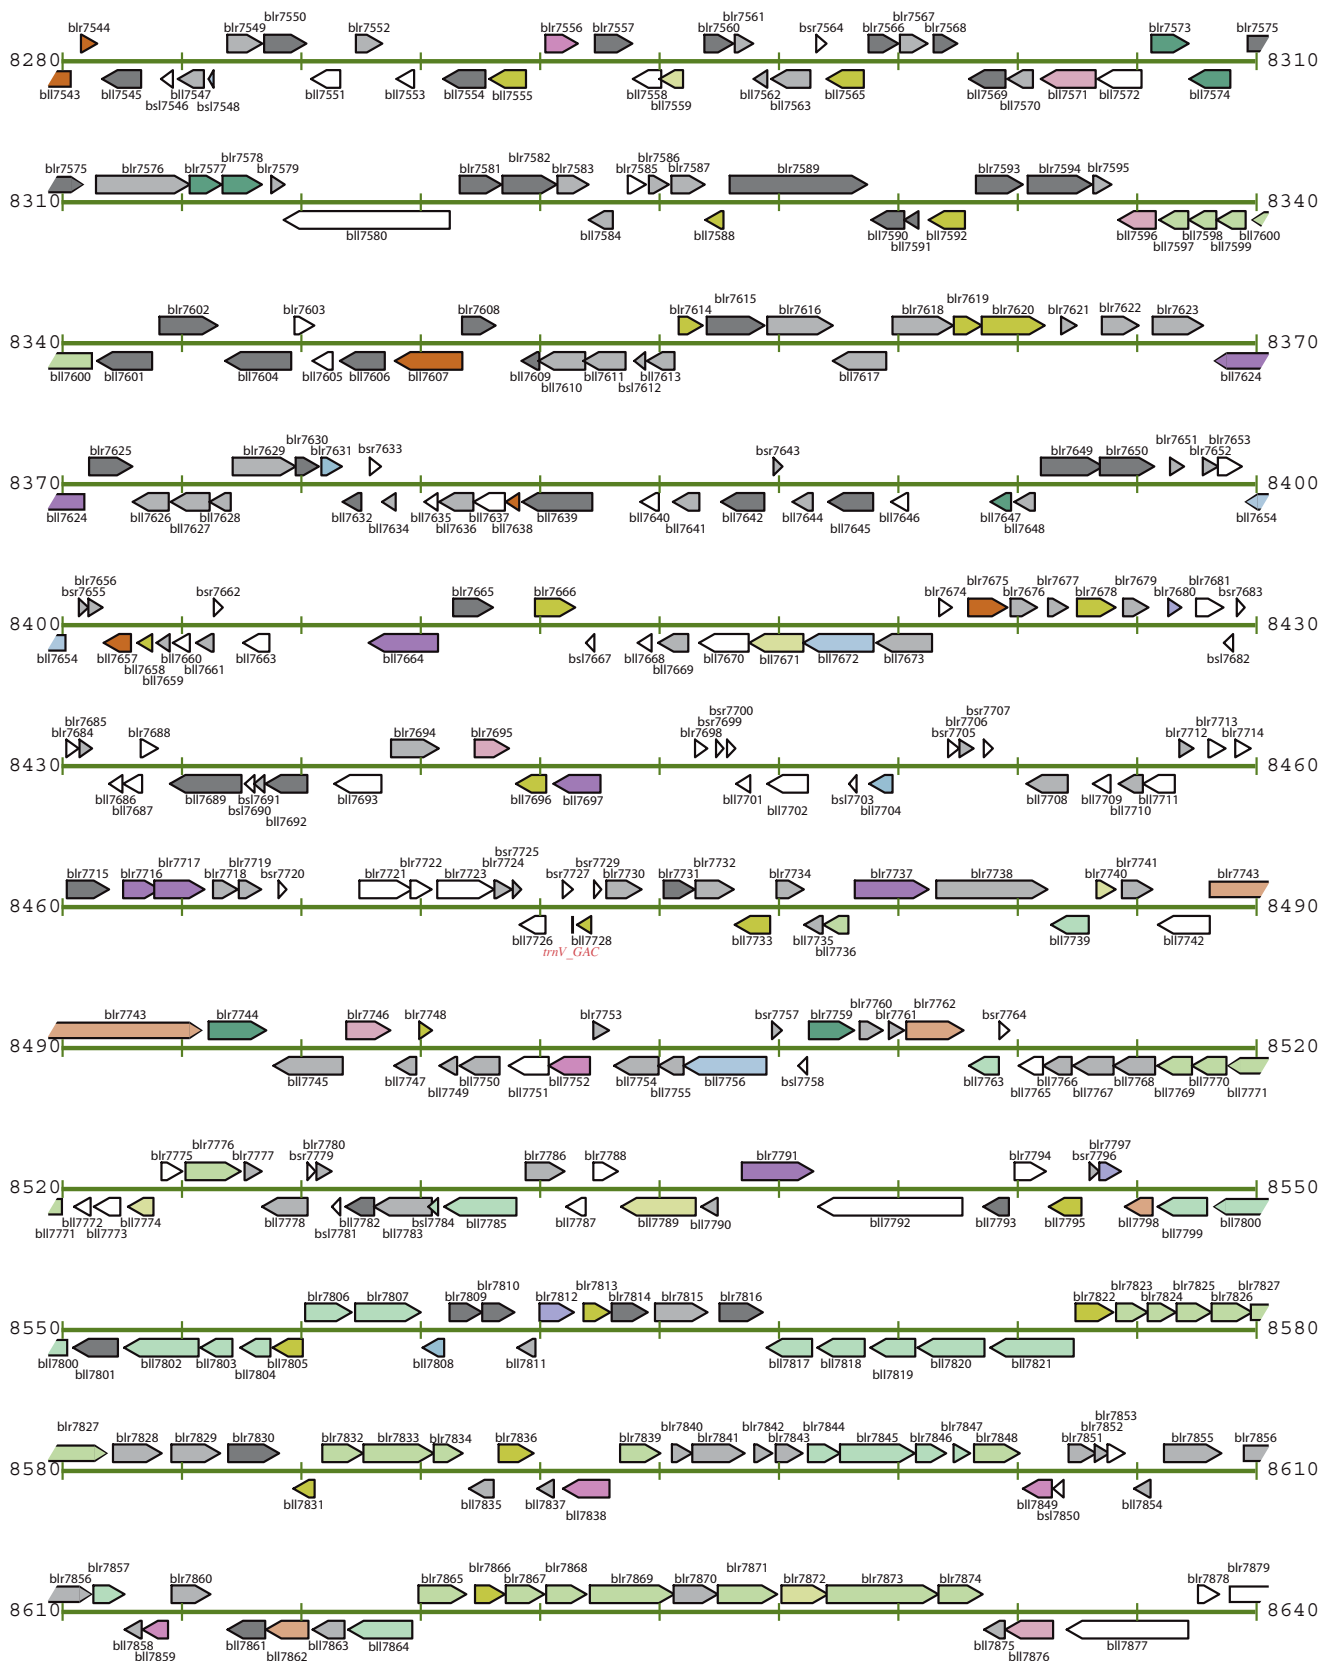 blr7550
blr7544 blr7549 blr7552 blr7556 blr7557 blr7560 blr7561 bsr7564 blr7566 blr7567 blr7568 blr7573 blr7575
8280 8310
bll7543 bll7545 bsl7546 bll7547 bsl7548 bll7551 bll7553 bll7554 bll7555 bll7558 bll7559 bll7562 bll7563 bll7565 bll7569 bll7570 bll7571 bll7572 bll7574
blr7575 blr7576 blr7577 blr7578 blr7579 blr7581 blr7582 blr7583 blr7585 blr7586 blr7587 blr7589 blr7593 blr7594 blr7595
8310 8340
bll7580 bll7584 bll7588 bll7590 bll7591 bll7592 bll7596 bll7597 bll7598 bll7599 bll7600
blr7602 blr7603 blr7608 blr7614 blr7615 blr7616 blr7618 blr7619 blr7620 blr7621 blr7622 blr7623
8340 8370
bll7600 bll7601 bll7604 bll7605 bll7606 bll7607 bll7609 bll7610 bll7611 bsl7612 bll7613 bll7617 bll7624
blr7625 blr7629 blr7630 blr7631 bsr7633 bsr7643 blr7649 blr7650 blr7651 blr7652 blr7653
8370 8400
bll7624 bll7626 bll7627 bll7628 bll7632 bll7634 bll7635 bll7636 bll7637 bll7638 bll7639 bll7640 bll7641 bll7642 bll7644 bll7645 bll7646 bll7647 bll7648 bll7654
bsr7655 blr7656 bsr7662 blr7665 blr7666 blr7674 blr7675 blr7676 blr7677 blr7678 blr7679 blr7680 blr7681 bsr7683
8400 8430
bll7654 bll7657 bll7658 bll7659 bll7660 bll7661 bll7663 bll7664 bsl7667 bll7668 bll7669 bll7670 bll7671 bll7672 bll7673 bsl7682
blr7684 blr7685 blr7688 blr7694 blr7695 blr7698 bsr7699 bsr7700 bsr7705 blr7706 bsr7707 blr7712 blr7713 blr7714
8430 8460
bll7686 bll7687 bll7689 bsl7690 bsl7691 bll7692 bll7693 bll7696 bll7697 bll7701 bll7702 bsl7703 bll7704 bll7708 bll7709 bll7710 bll7711
blr7715 blr7716 blr7717 blr7718 blr7719 bsr7720 blr7721 blr7722 blr7723 blr7724 bsr7725 bsr7727 bsr7729 blr7730 blr7731 blr7732 blr7734 blr7737 blr7738 blr7740 blr7741 blr7743
8460 8490
bll7726 bll7728 bll7733 bll7735 bll7736 bll7739 bll7742
trnV_GAC
blr7743 blr7744 blr7746 blr7748 blr7753 bsr7757 blr7759 blr7760 blr7761 blr7762 bsr7764
8490 8520
bll7745 bll7747 bll7749 bll7750 bll7751 bll7752 bll7754 bll7755 bll7756 bsl7758 bll7763 bll7765 bll7766 bll7767 bll7768 bll7769 bll7770 bll7771
blr7775 blr7776 blr7777 bsr7779 blr7780 blr7786 blr7788 blr7791 blr7794 bsr7796 blr7797
8520 8550
bll7771 bll7772 bll7773 bll7774 bll7778 bsl7781 bll7782 bll7783 bsl7784 bll7785 bll7787 bll7789 bll7790 bll7792 bll7793 bll7795 bll7798 bll7799 bll7800
blr7806 blr7807 blr7809 blr7810 blr7812 blr7813 blr7814 blr7815 blr7816 blr7822 blr7823 blr7824 blr7825 blr7826 blr7827
8550 8580
bll7800 bll7801 bll7802 bll7803 bll7804 bll7805 bll7808 bll7811 bll7817 bll7818 bll7819 bll7820 bll7821
blr7827 blr7828 blr7829 blr7830 blr7832 blr7833 blr7834 blr7836 blr7839 blr7840 blr7841 blr7842 blr7843 blr7844 blr7845 blr7846 blr7847 blr7848 blr7851 blr7852 blr7853 blr7855 blr7856
8580 8610
bll7831 bll7835 bll7837 bll7838 bll7849 bsl7850 bll7854
blr7856 blr7857 blr7860 blr7865 blr7866 blr7867 blr7868 blr7869 blr7870 blr7871 blr7872 blr7873 blr7874 blr7878 blr7879
8610 8640
bll7858 bll7859 bll7861 bll7862 bll7863 bll7864 bll7875 bll7876 bll7877